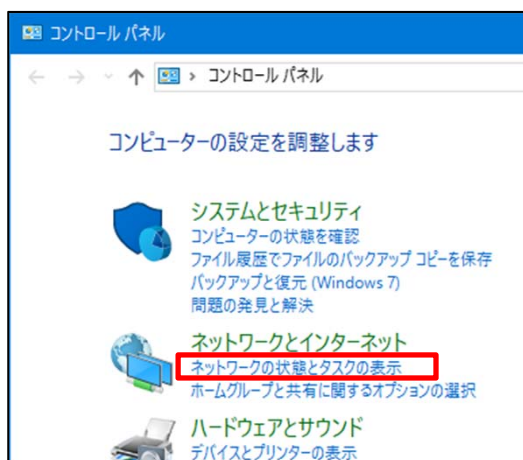 コントロール パネル
コントロール パネル
コンピューターの設定を調整します
システムとセキュリティ
コンピューターの状態を確認
ファイル履歴でファイルのバックアップ コピーを保存
バックアップと復元 (Windows 7)
問題の発見と解決
ネットワークとインターネット
ネットワークの状態とタスクの表示
ホームグループと共有に関するオプションの選択
ハードウェアとサウンド
デバイスとプリンターの表示